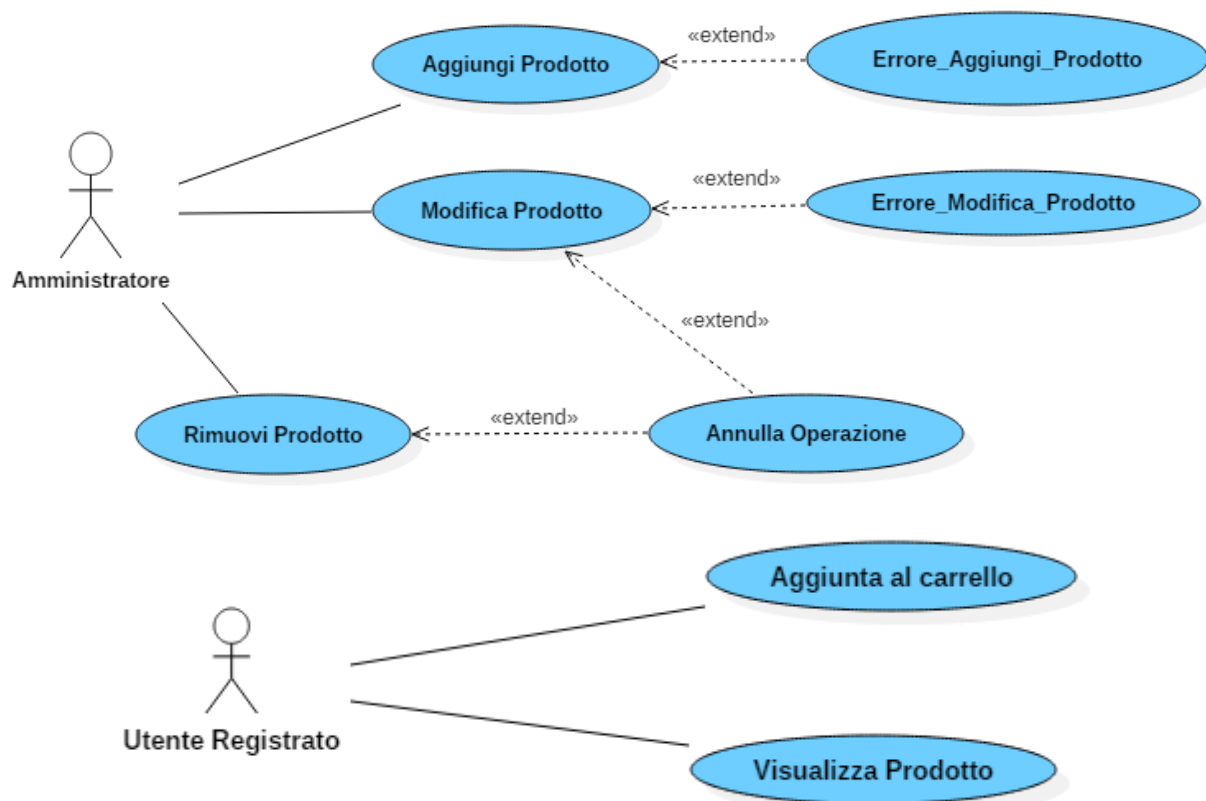 Aggiungi Prodotto
«extend»
Errore_Aggiungi_Prodotto
Modifica Prodotto
«extend»
Errore_Modifica_Prodotto
Amministratore
«extend»
Rimuovi Prodotto
«extend»
Annulla Operazione
Aggiunta al carrello
Utente Registrato
Visualizza Prodotto